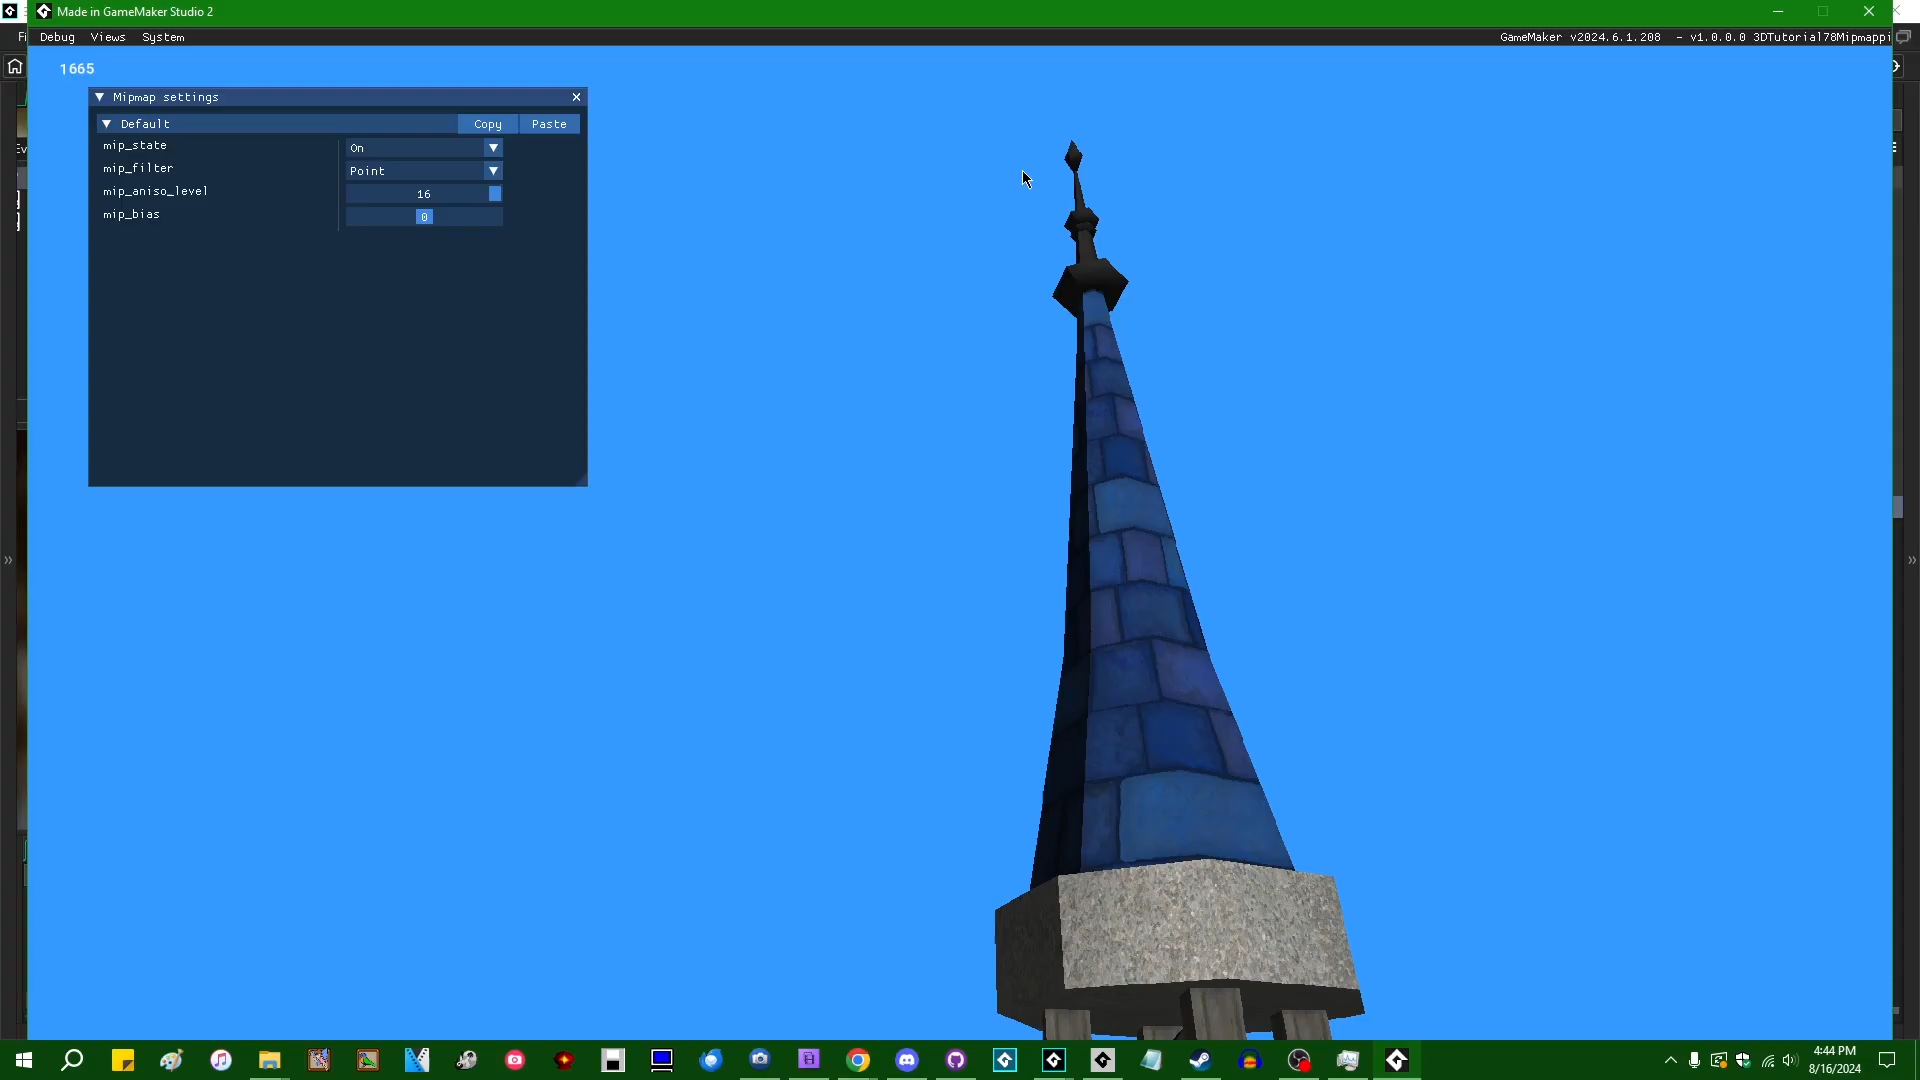 Made in GameMaker Studio 2
Fi
Debug Views System
GameMaker v2024.6.1.208 - v1.0.0.0 3DTutorial78Mipmappi
1665
Mipmap settings
Default Copy Paste
Ev
mip_state On
mip_filter Point
mip_aniso_level 16
mip_bias 0
4:44 PM
8/16/2024